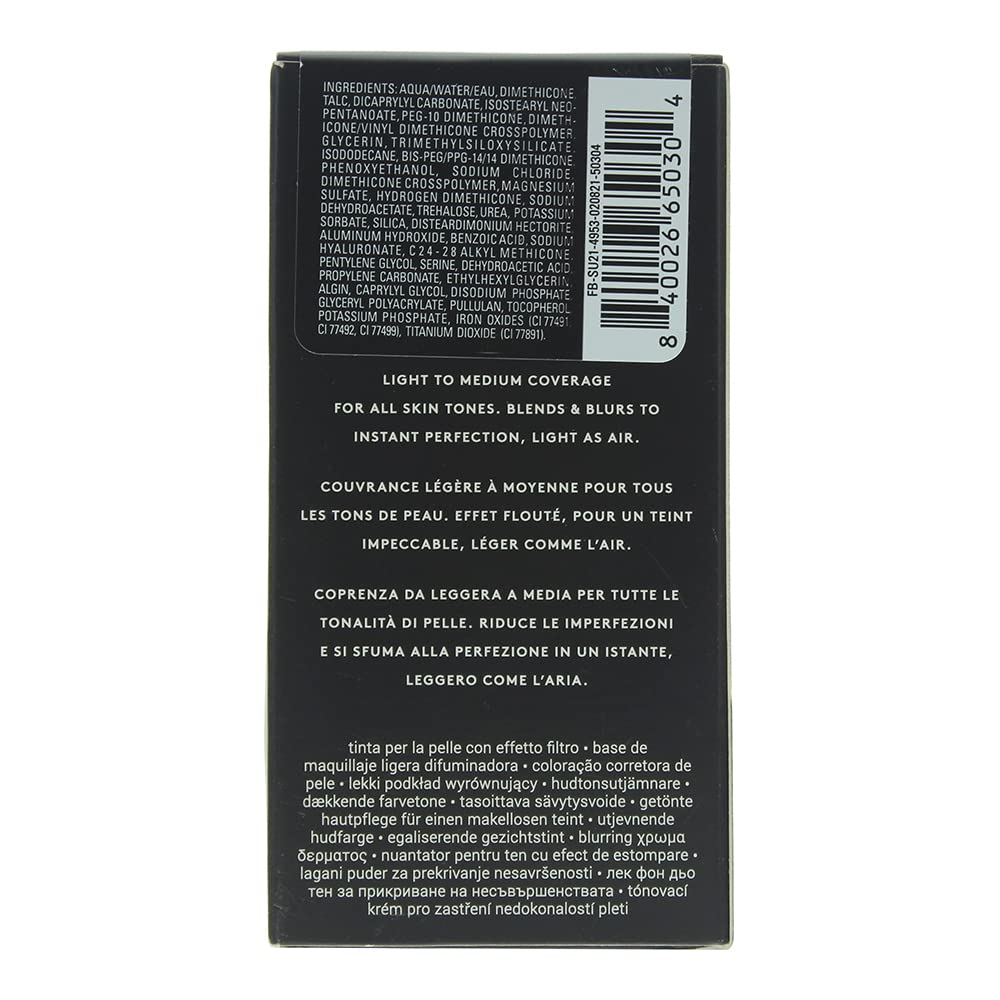 INGREDIENTS: AQUA/WATER/EAU, DIMETHICONE,
TALC, DICAPRYLYL CARBONATE, ISOSTEARYL NEO-
PENTANOATE, PEG-10 DIMETHICONE, DIMETH-
ICONE/VINYL DIMETHICONE CROSSPOLYMER,
GLYCERIN, TRIMETHYLSILOXYSILICATE,
ISODODECANE, BIS-PEG/PPG-14/14 DIMETHICONE,
PHENOXYETHANOL, SODIUM CHLORIDE,
DIMETHICONE CROSSPOLYMER, MAGNESIUM
SULFATE, HYDROGEN DIMETHICONE, SODIUM
DEHYDROACETATE, TREHALOSE, UREA, POTASSIUM
SORBATE, SILICA, DISTEARDIMONIUM HECTORITE,
ALUMINUM HYDROXIDE, BENZOIC ACID, SODIUM
HYALURONATE, C24-28 ALKYL METHICONE,
PENTYLENE GLYCOL, SERINE, DEHYDROACETIC ACID,
PROPYLENE CARBONATE, ETHYLHEXYLGLYCERIN,
ALGIN, CAPRYLYL GLYCOL, DISODIUM PHOSPHATE,
GLYCERYL POLYACRYLATE, PULLULAN, TOCOPHEROL,
POTASSIUM PHOSPHATE, IRON OXIDES (CI 77491,
CI 77492, CI 77499), TITANIUM DIOXIDE (CI 77891).
FB-SU21-4953-020821-50304
8 40026 65030 4
LIGHT TO MEDIUM COVERAGE
FOR ALL SKIN TONES. BLENDS & BLURS TO
INSTANT PERFECTION, LIGHT AS AIR.
COUVRANCE LÉGÈRE À MOYENNE POUR TOUS
LES TONS DE PEAU. EFFET FLOUTÉ, POUR UN TEINT
IMPECCABLE, LÉGER COMME L'AIR.
COPRENZA DA LEGGERA A MEDIA PER TUTTE LE
TONALITÀ DI PELLE. RIDUCE LE IMPERFEZIONI
E SI SFUMA ALLA PERFEZIONE IN UN ISTANTE,
LEGGERO COME L'ARIA.
tinta per la pelle con effetto filtro • base de
maquillaje ligera difuminadora • coloração corretora de
pele • lekki podkład wyrównujący • hudtonsutjämnare •
dækkende farvetone • tasoittava sävytysvoide • getönte
hautpflege für einen makellosen teint • utjevnende
hudfarge • egaliserende gezichtstint • blurring χρωμα
δερματος • nuantator pentru ten cu efect de estompare •
lagani puder za prekrivanje nesavršenosti • лек фон дьо
тен за прикриване на несъвършенствата • tónovací
krém pro zastření nedokonalostí pleti